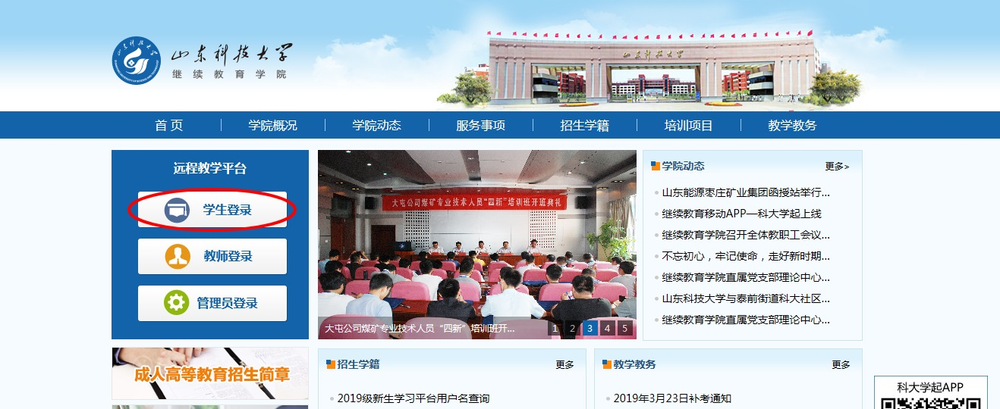 山东科技大学
继续教育学院
山东科技大学
首 页
学院概况
学院动态
服务事项
招生学籍
培训项目
教学教务
远程教学平台
学生登录
教师登录
管理员登录
大屯公司煤矿专业技术人员“四新”培训班开班典礼
大屯公司煤矿专业技术人员“四新”培训班开...
1 2 3 4 5
学院动态
更多>
山东能源枣庄矿业集团函授站举行...
继续教育移动APP—科大学起上线
继续教育学院召开全体教职工会议...
不忘初心，牢记使命，走好新时期...
继续教育学院直属党支部理论中心...
山东科技大学与泰前街道科大社区...
继续教育学院直属党支部理论中心...
成人高等教育招生简章
招生学籍
更多
2019级新生学习平台用户名查询
教学教务
更多
2019年3月23日补考通知
科大学起APP